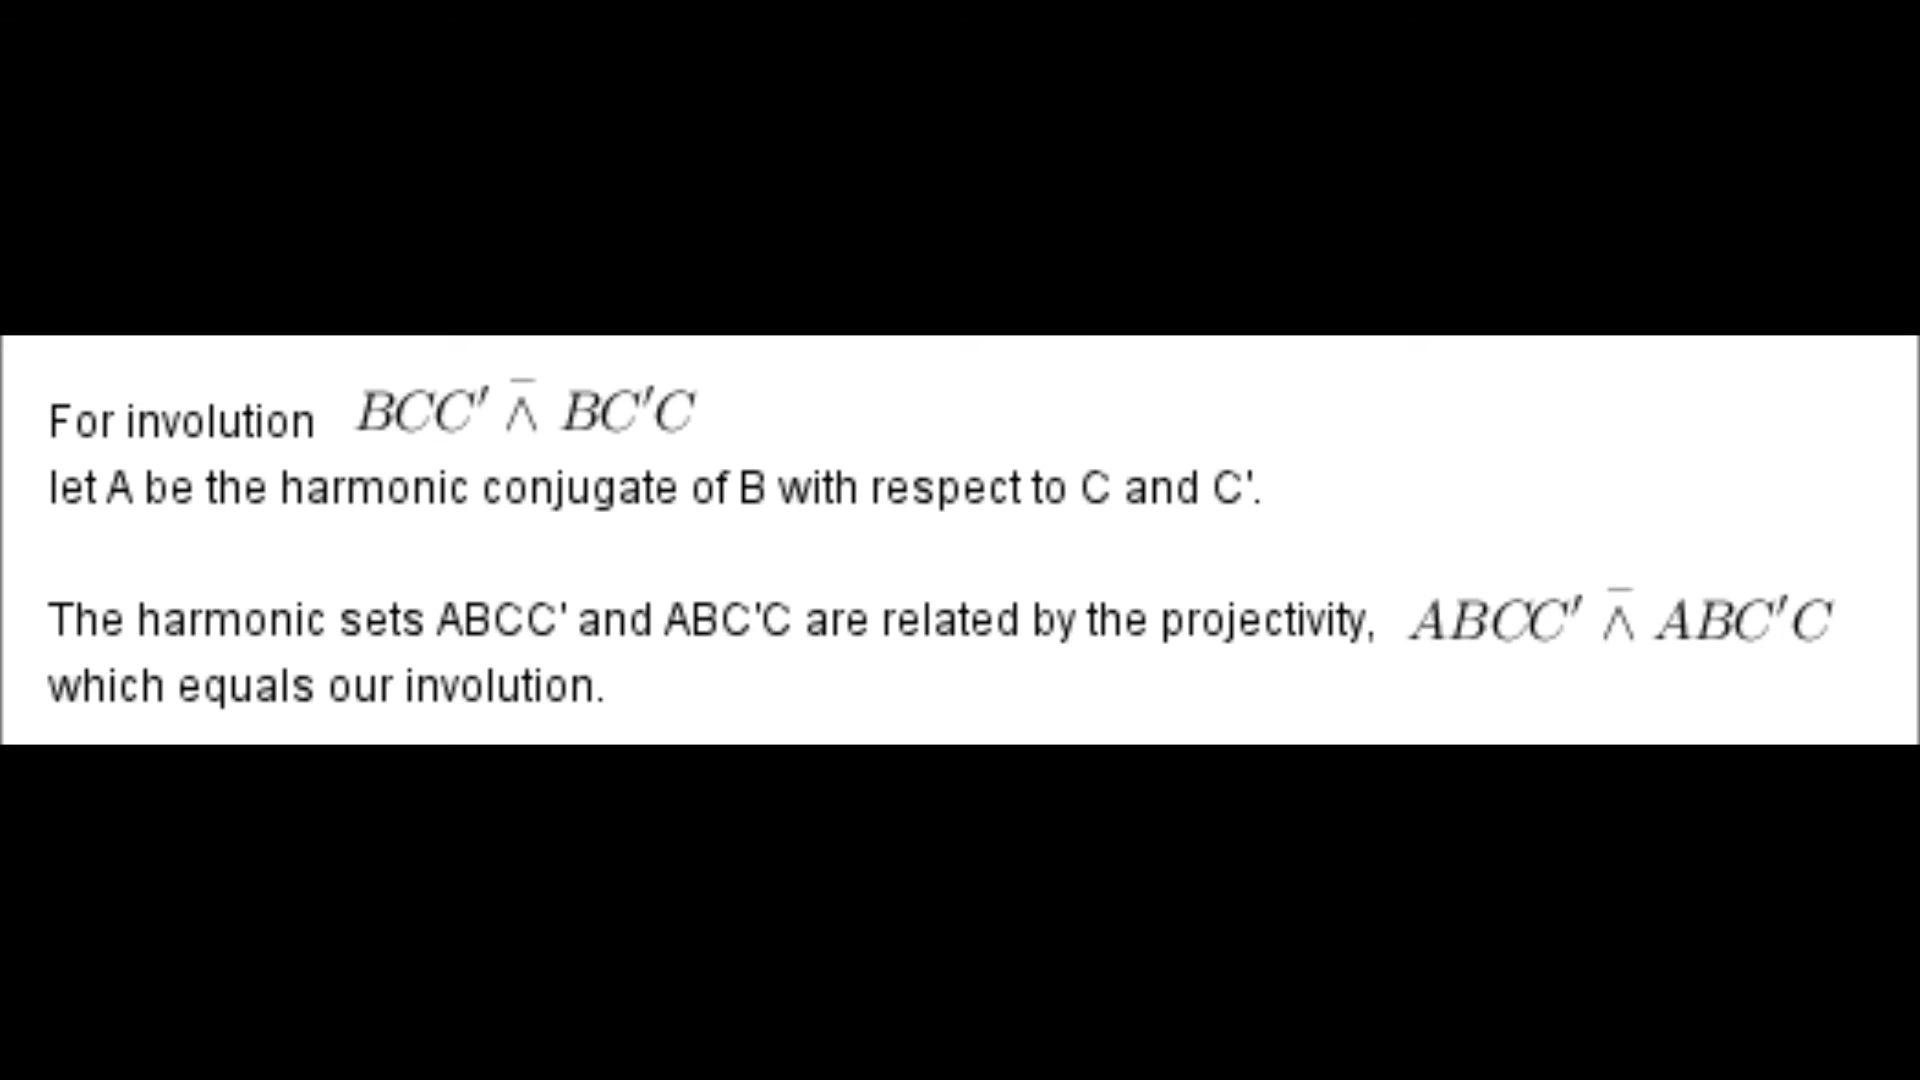 For involution BCC' ⊼ BC'C
let A be the harmonic conjugate of B with respect to C and C'.
The harmonic sets ABCC' and ABC'C are related by the projectivity, ABCC' ⊼ ABC'C
which equals our involution.